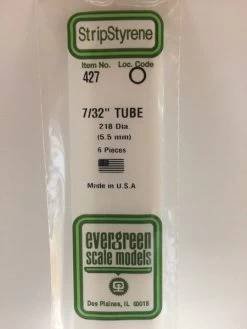 StripStyrene
Item No. Loc. Code
427
7/32" TUBE
.218 Dia.
(5.5 mm)
6 Pieces
Made in U.S.A
evergreen
scale models
Des Plaines, IL 60018